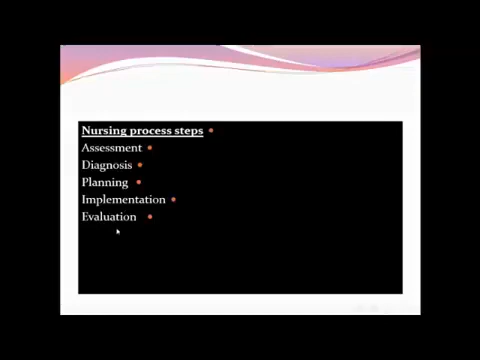 Nursing process steps
Assessment
Diagnosis
Planning
Implementation
Evaluation